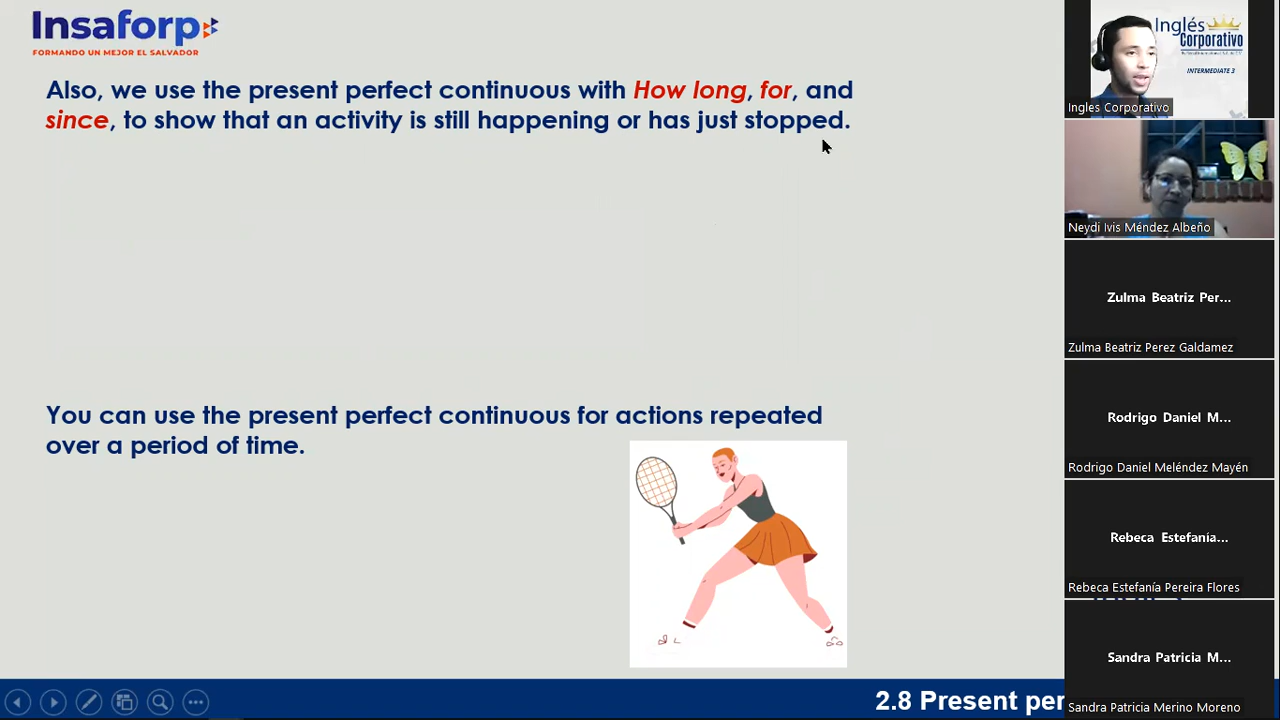 Insaforp
FORMANDO UN MEJOR EL SALVADOR
Also, we use the present perfect continuous with How long, for, and
since, to show that an activity is still happening or has just stopped.
You can use the present perfect continuous for actions repeated
over a period of time.
2.8 Present per
Inglés
Corporativo
INTERMEDIATE 3
Ingles Corporativo
Neydi Ivis Méndez Albeño
Zulma Beatriz Per...
Zulma Beatriz Perez Galdamez
Rodrigo Daniel M...
Rodrigo Daniel Meléndez Mayén
Rebeca Estefanía...
Rebeca Estefanía Pereira Flores
Sandra Patricia M...
Sandra Patricia Merino Moreno